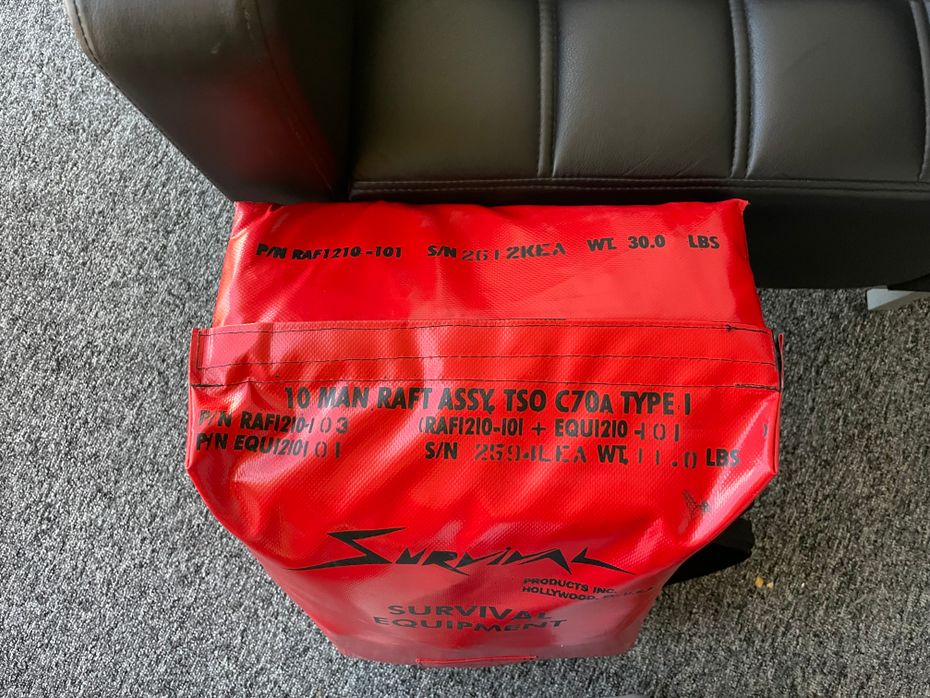 P/N RAF1210-101 S/N 2612KEA WT. 30.0 LBS
10 MAN RAFT ASSY, TSO C70A TYPE I
P/N RAF1210-103 (RAF1210-101 + EQU1210-101 )
P/N EQU1210101 S/N 2594LEA WT. 11.0 LBS
SURVIVAL
PRODUCTS INC.
HOLLYWOOD,
SURVIVAL
EQUIPMENT